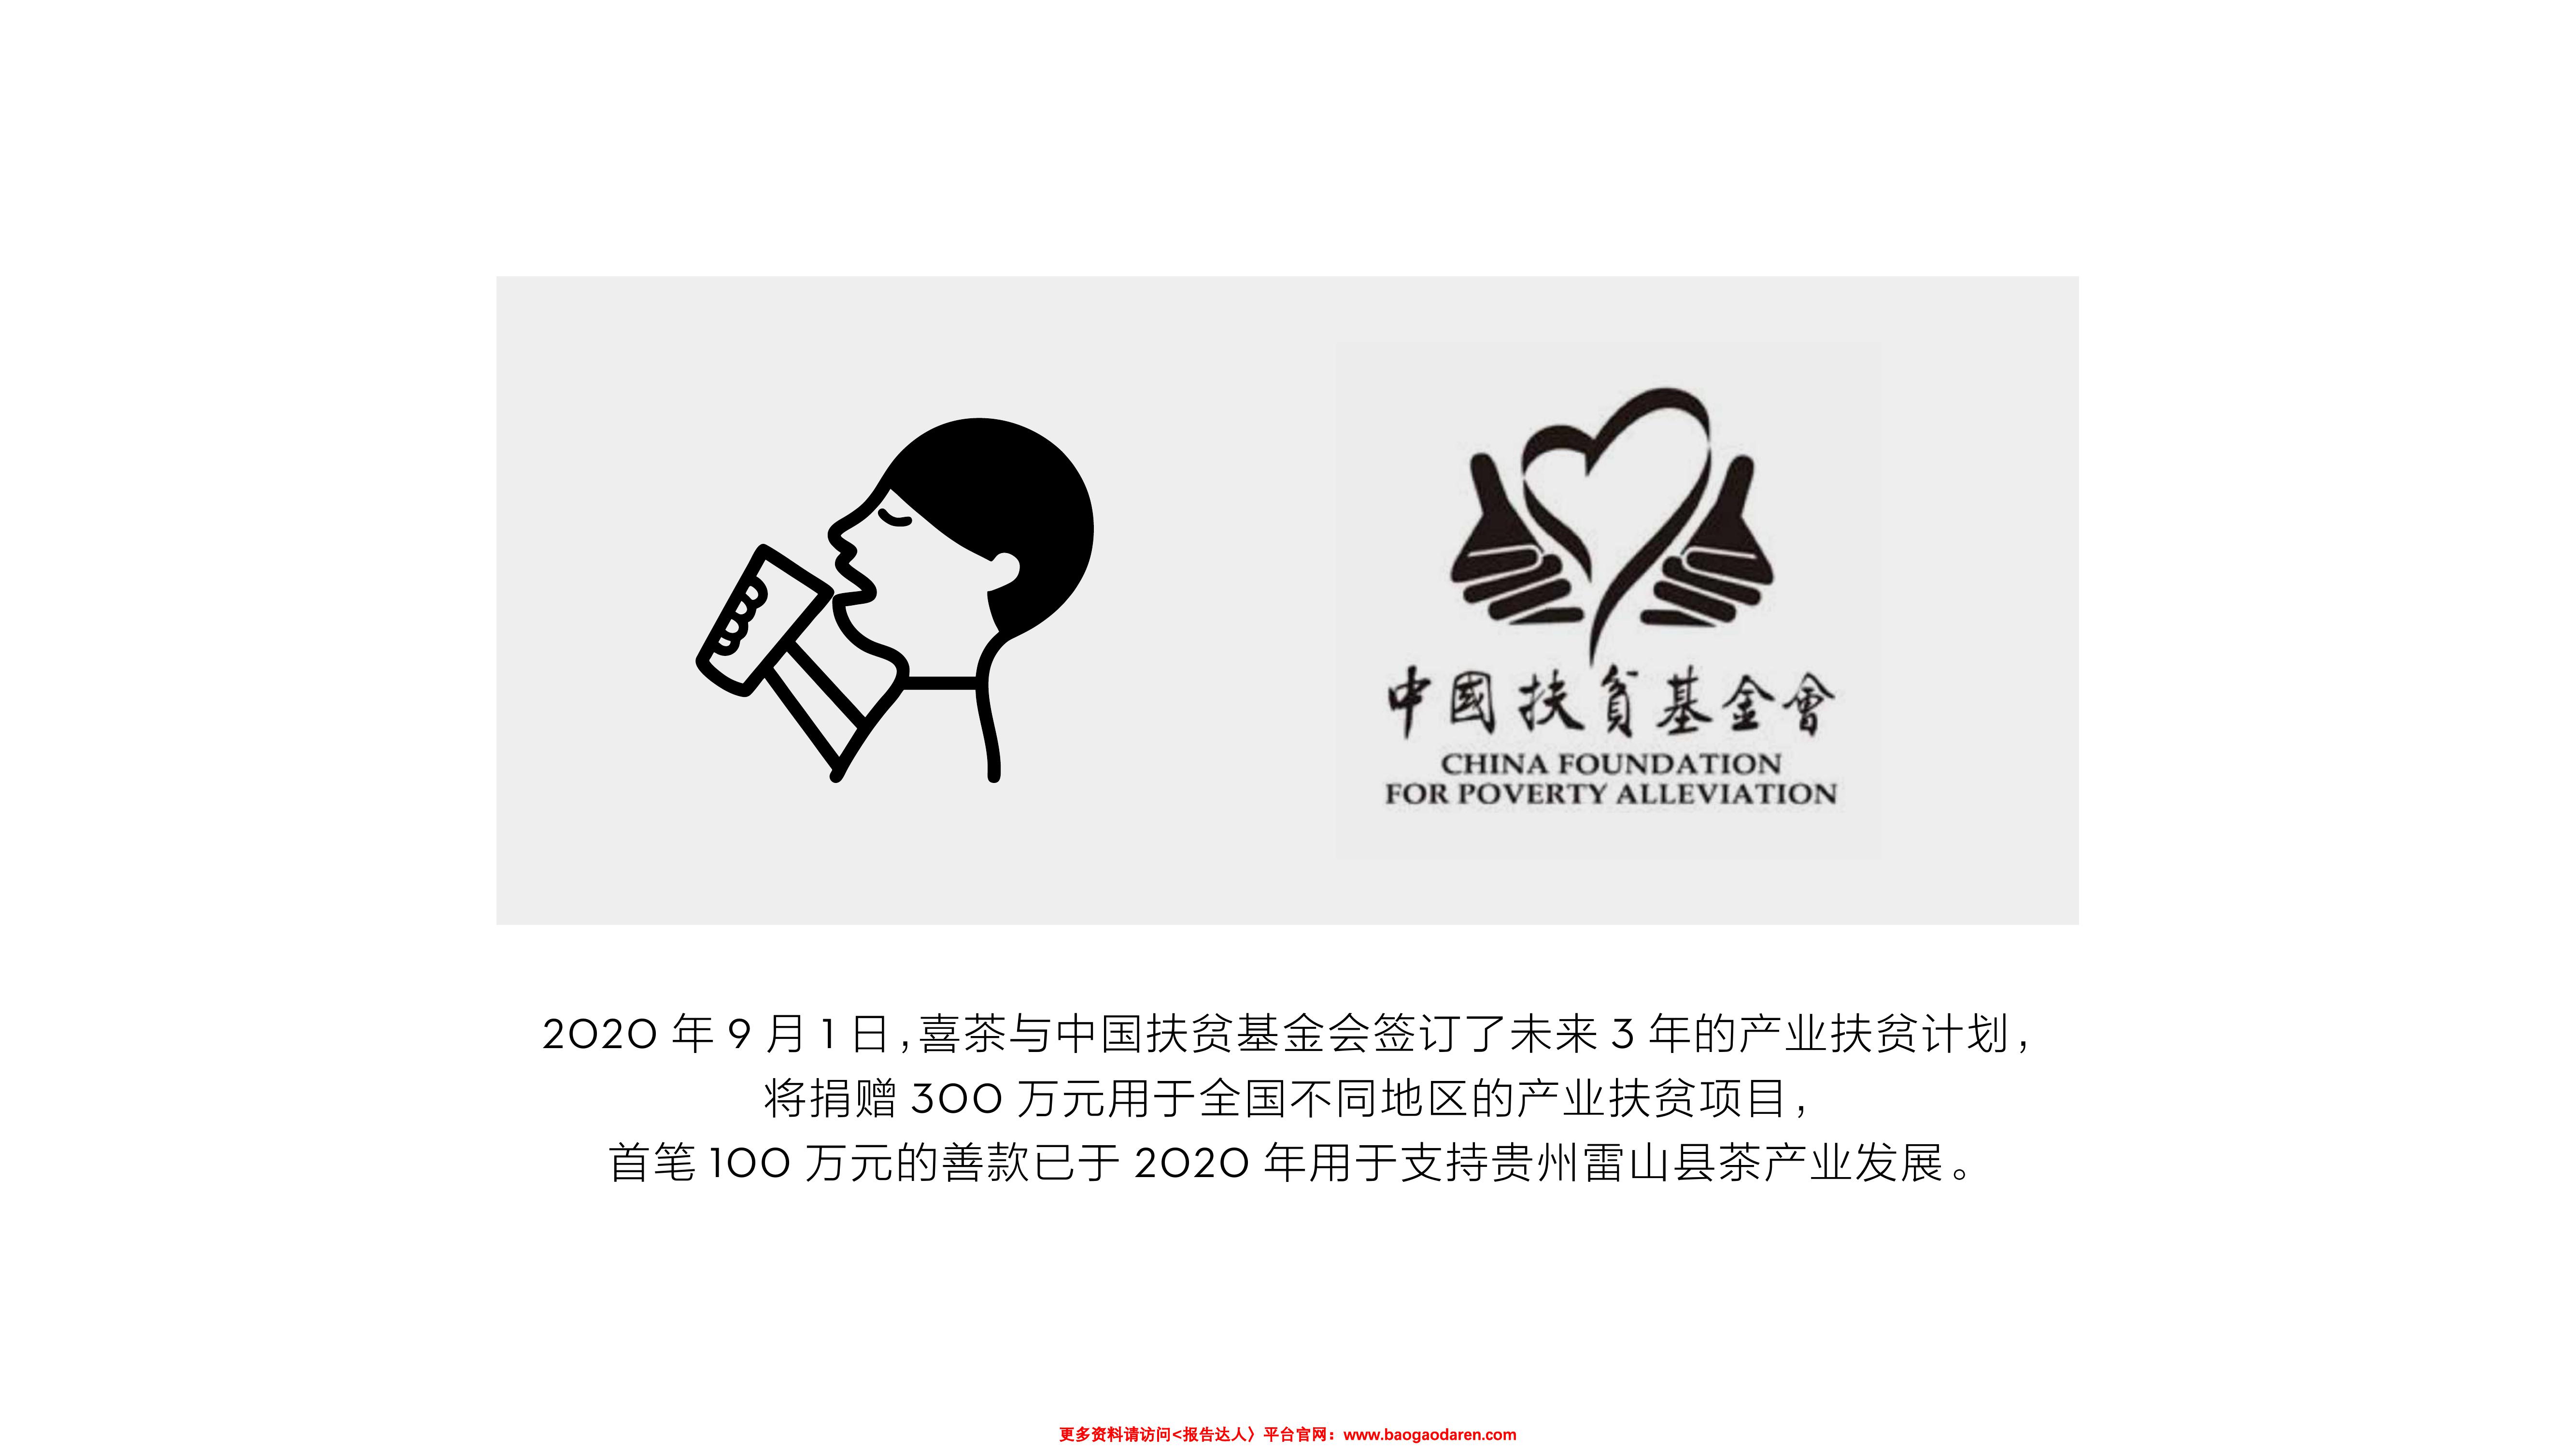 中國扶貧基金會
CHINA FOUNDATION
FOR POVERTY ALLEVIATION
2020 年 9 月 1 日，喜茶与中国扶贫基金会签订了未来 3 年的产业扶贫计划，
将捐赠 300 万元用于全国不同地区的产业扶贫项目，
首笔 100 万元的善款已于 2020 年用于支持贵州雷山县茶产业发展。
更多资料请访问<报告达人〉平台官网：www.baogaodaren.com